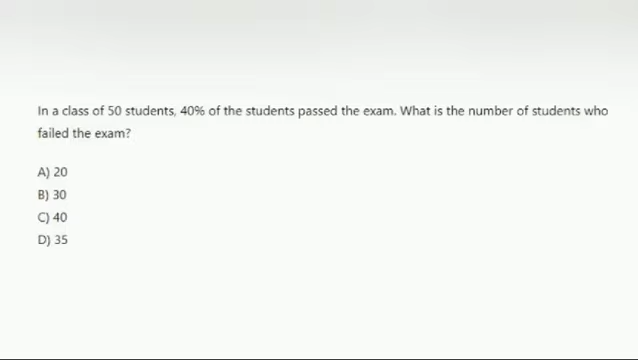 In a class of 50 students, 40% of the students passed the exam. What is the number of students who
failed the exam?
A) 20
B) 30
C) 40
D) 35